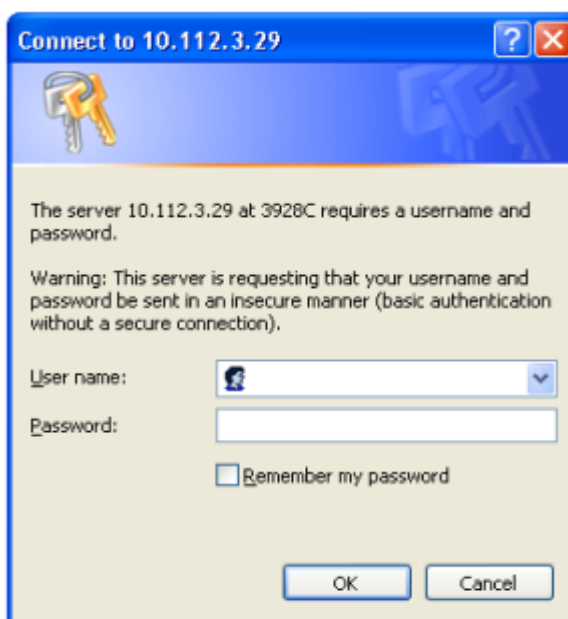 Connect to 10.112.3.29
The server 10.112.3.29 at 3928C requires a username and
password.
Warning: This server is requesting that your username and
password be sent in an insecure manner (basic authentication
without a secure connection).
User name:
Password:
Remember my password
OK
Cancel